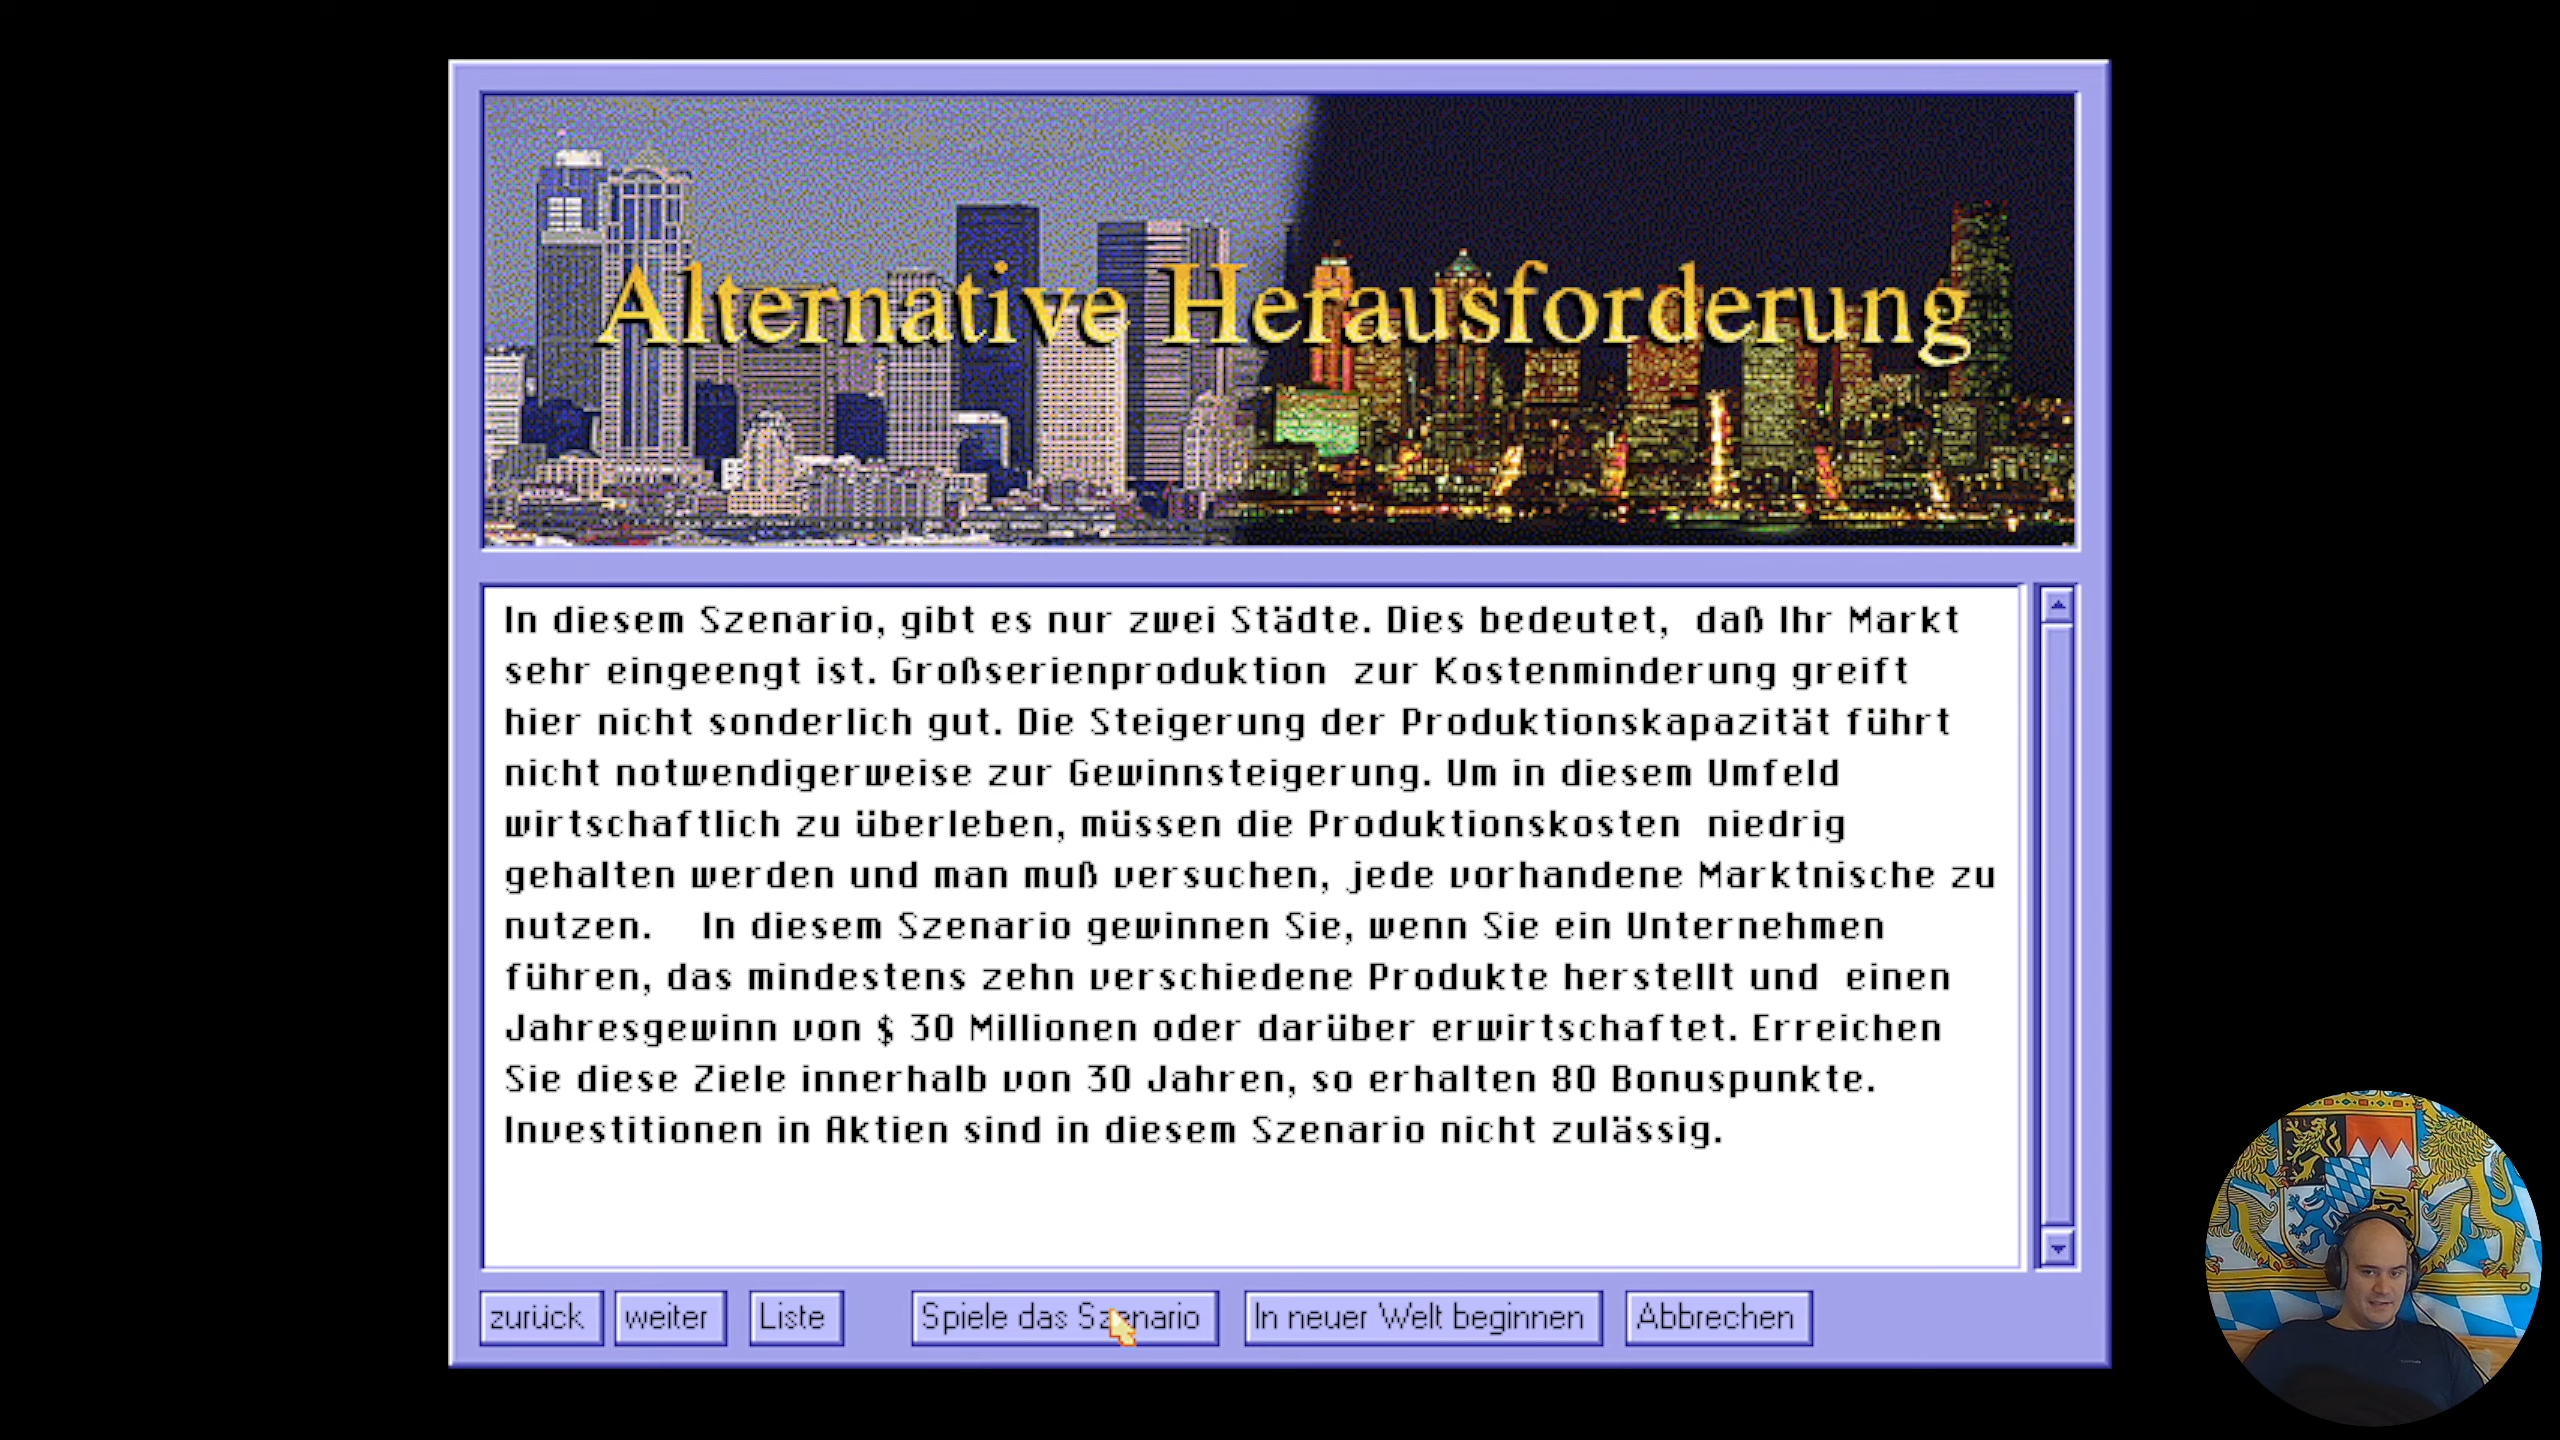 Alternative Herausforderung
In diesem Szenario, gibt es nur zwei Städte. Dies bedeutet, daß Ihr Markt
sehr eingeengt ist. Großserienproduktion zur Kostenminderung greift
hier nicht sonderlich gut. Die Steigerung der Produktionskapazität führt
nicht notwendigerweise zur Gewinnsteigerung. Um in diesem Umfeld
wirtschaftlich zu überleben, müssen die Produktionskosten niedrig
gehalten werden und man muß versuchen, jede vorhandene Marktnische zu
nutzen. In diesem Szenario gewinnen Sie, wenn Sie ein Unternehmen
führen, das mindestens zehn verschiedene Produkte herstellt und einen
Jahresgewinn von $ 30 Millionen oder darüber erwirtschaftet. Erreichen
Sie diese Ziele innerhalb von 30 Jahren, so erhalten 80 Bonuspunkte.
Investitionen in Aktien sind in diesem Szenario nicht zulässig.
zurück weiter Liste Spiele das Szenario In neuer Welt beginnen Abbrechen